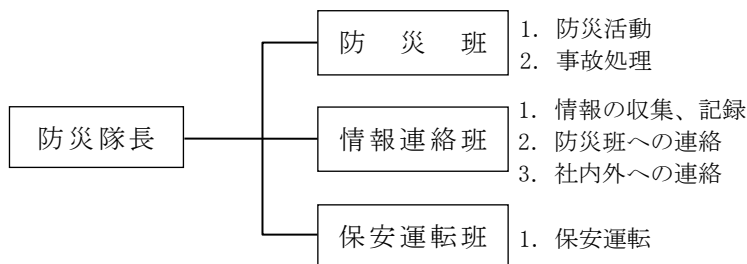 防災班
1. 防災活動
2. 事故処理
防災隊長
情報連絡班
1. 情報の収集、記録
2. 防災班への連絡
3. 社内外への連絡
保安運転班
1. 保安運転